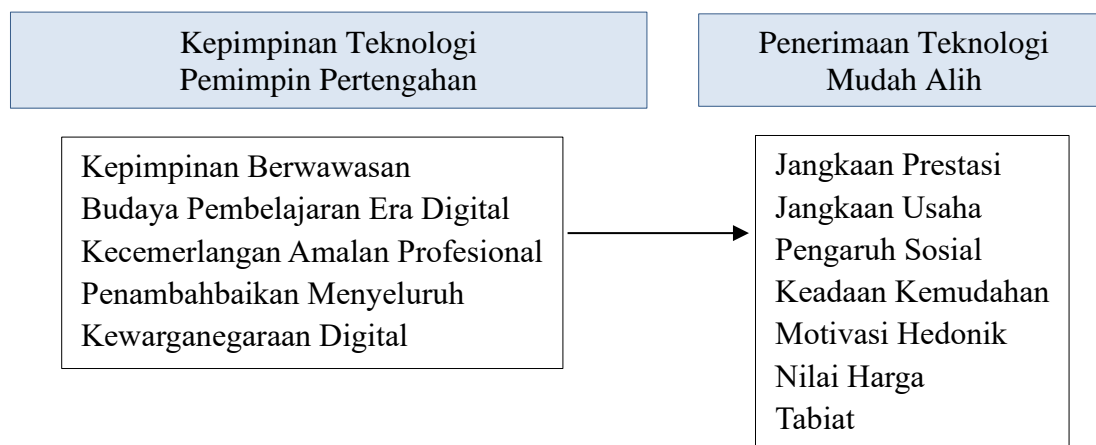 Kepimpinan Teknologi
Pemimpin Pertengahan
Penerimaan Teknologi
Mudah Alih
Kepimpinan Berwawasan
Budaya Pembelajaran Era Digital
Kecemerlangan Amalan Profesional
Penambahbaikan Menyeluruh
Kewarganegaraan Digital
Jangkaan Prestasi
Jangkaan Usaha
Pengaruh Sosial
Keadaan Kemudahan
Motivasi Hedonik
Nilai Harga
Tabiat